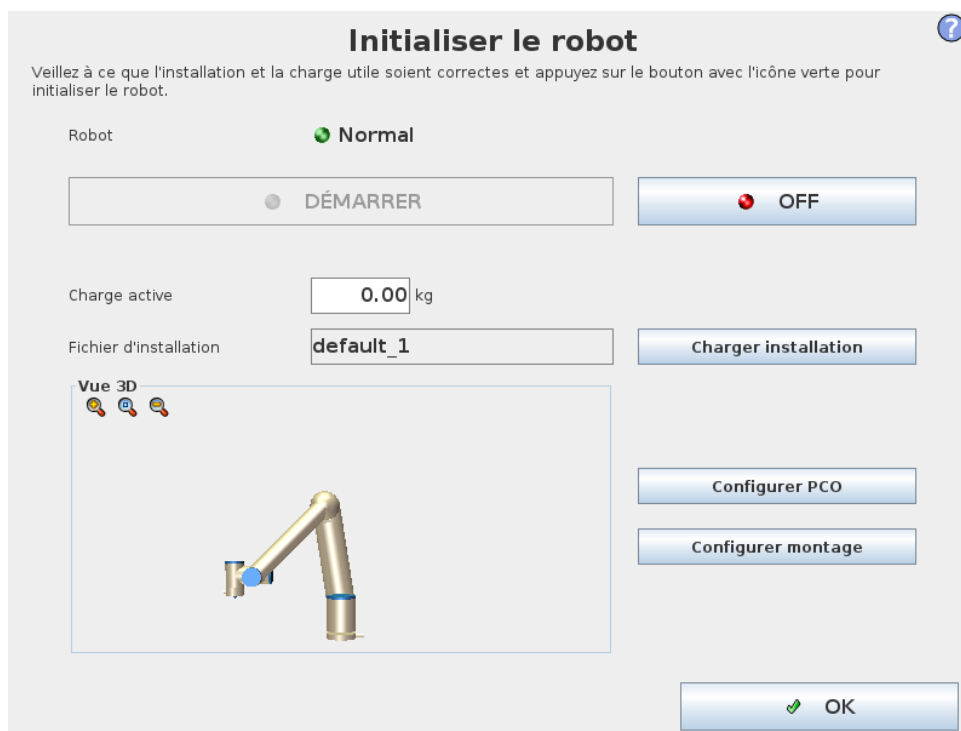 Initialiser le robot
?
Veillez à ce que l'installation et la charge utile soient correctes et appuyez sur le bouton avec l'icône verte pour
initialiser le robot.
Robot
Normal
DÉMARRER
OFF
Charge active
0.00 kg
Fichier d'installation
default_1
Charger installation
Vue 3D
Configurer PCO
Configurer montage
OK